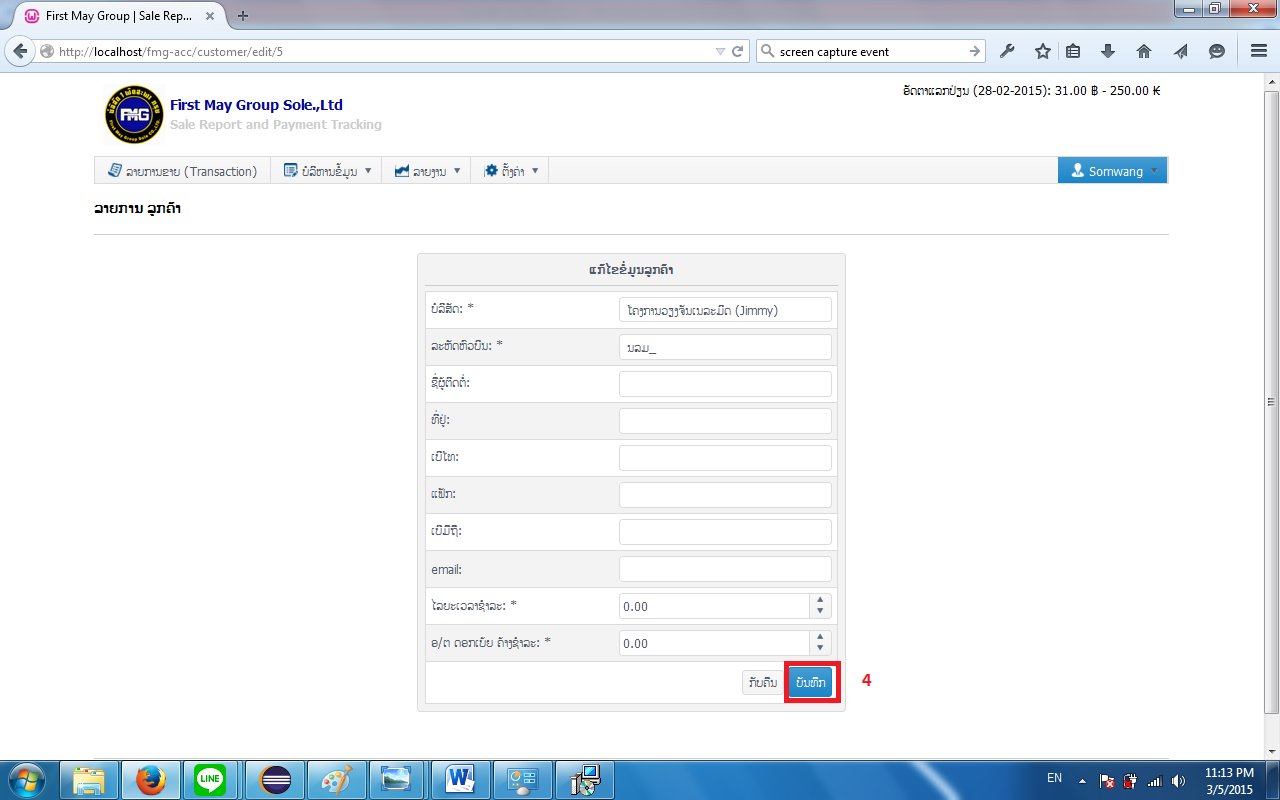 First May Group | Sale Rep...
http://localhost/fmg-acc/customer/edit/5
screen capture event
FMG
First May Group Sole.,Ltd
ອັດຕາແລກປ່ຽນ (28-02-2015): 31.00 ฿ - 250.00 ₭
Sale Report and Payment Tracking
ລາຍການຂາຍ (Transaction) ບໍລິຫານຂໍ້ມູນ ລາຍງານ ຕັ້ງຄ່າ Somwang
ລາຍການ ລູກຄ້າ
ແກ້ໄຂຂໍ້ມູນລູກຄ້າ
ບໍລິສັດ: * ໂຄງການວຽງຈັນເນລະມິດ (Jimmy)
ລະຫັດຫົວບິນ: * ນລມ_
ຊື່ຜູ້ຕິດຕໍ່:
ທີ່ຢູ່:
ເບີໂທ:
ແຟັກ:
ເບີມືຖື:
email:
ໄລຍະເວລາຊຳລະ: * 0.00
ອ/ຕ ດອກເບ້ຍ ຄ້າງຊຳລະ: * 0.00
ກັບຄືນ ບັນທຶກ 4
LINE
W
EN
11:13 PM
3/5/2015